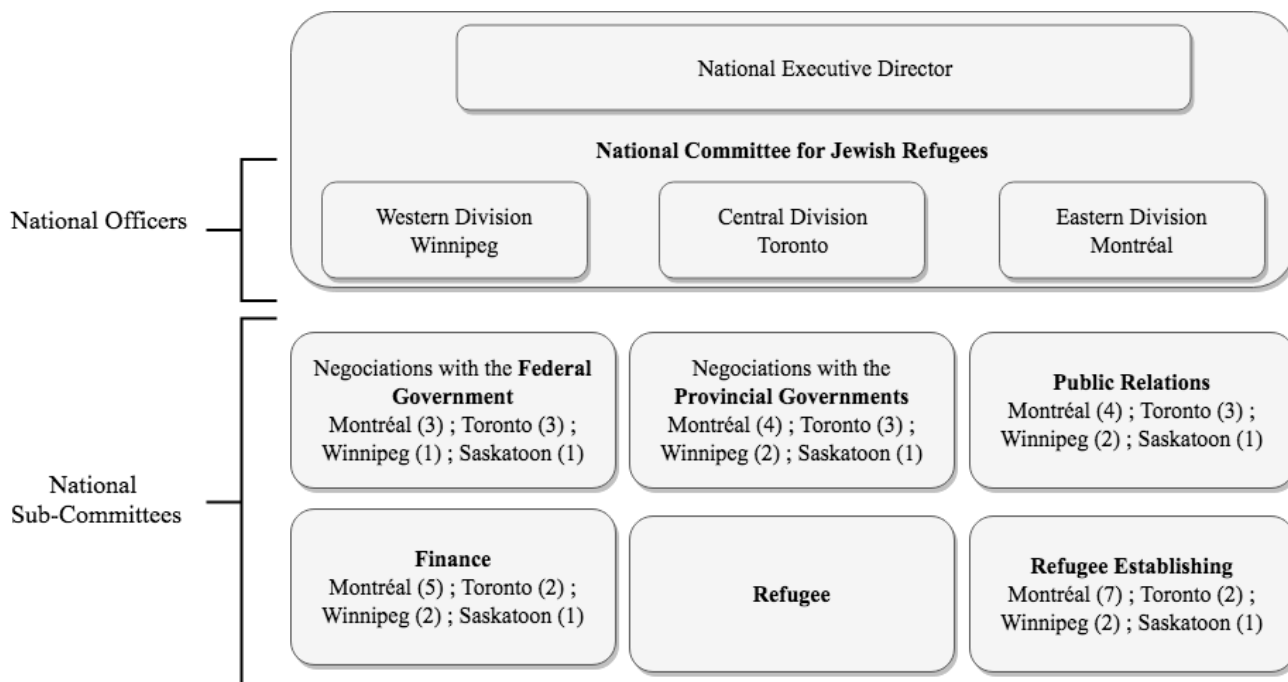 National Executive Director
National Committee for Jewish Refugees
National Officers
Western Division
Winnipeg
Central Division
Toronto
Eastern Division
Montréal
National
Sub-Committees
Negociations with the Federal
Government
Montréal (3) ; Toronto (3) ;
Winnipeg (1) ; Saskatoon (1)
Negociations with the
Provincial Governments
Montréal (4) ; Toronto (3) ;
Winnipeg (2) ; Saskatoon (1)
Public Relations
Montréal (4) ; Toronto (3) ;
Winnipeg (2) ; Saskatoon (1)
Finance
Montréal (5) ; Toronto (2) ;
Winnipeg (2) ; Saskatoon (1)
Refugee
Refugee Establishing
Montréal (7) ; Toronto (2) ;
Winnipeg (2) ; Saskatoon (1)